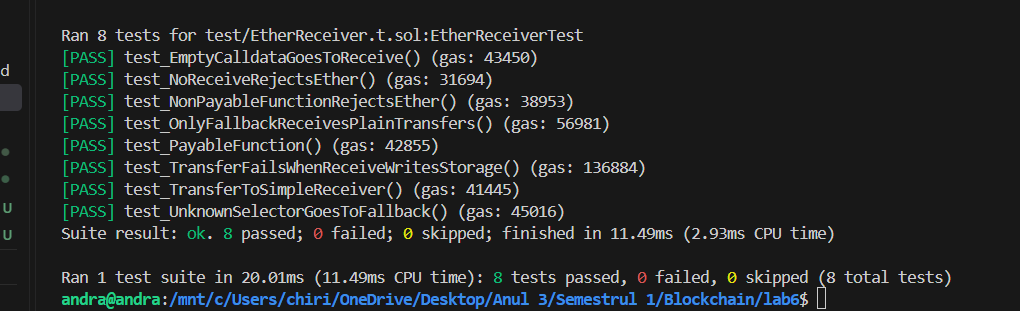 Ran 8 tests for test/EtherReceiver.t.sol:EtherReceiverTest
[PASS] test_EmptyCalldataGoesToReceive() (gas: 43450)
d
[PASS] test_NoReceiveRejectsEther() (gas: 31694)
[PASS] test_NonPayableFunctionRejectsEther() (gas: 38953)
[PASS] test_OnlyFallbackReceivesPlainTransfers() (gas: 56981)
[PASS] test_PayableFunction() (gas: 42855)
[PASS] test_TransferFailsWhenReceiveWritesStorage() (gas: 136884)
[PASS] test_TransferToSimpleReceiver() (gas: 41445)
U
[PASS] test_UnknownSelectorGoesToFallback() (gas: 45016)
U
Suite result: ok. 8 passed; 0 failed; 0 skipped; finished in 11.49ms (2.93ms CPU time)
Ran 1 test suite in 20.01ms (11.49ms CPU time): 8 tests passed, 0 failed, 0 skipped (8 total tests)
andra@andra:/mnt/c/Users/chiri/OneDrive/Desktop/Anul 3/Semestrul 1/Blockchain/lab6$